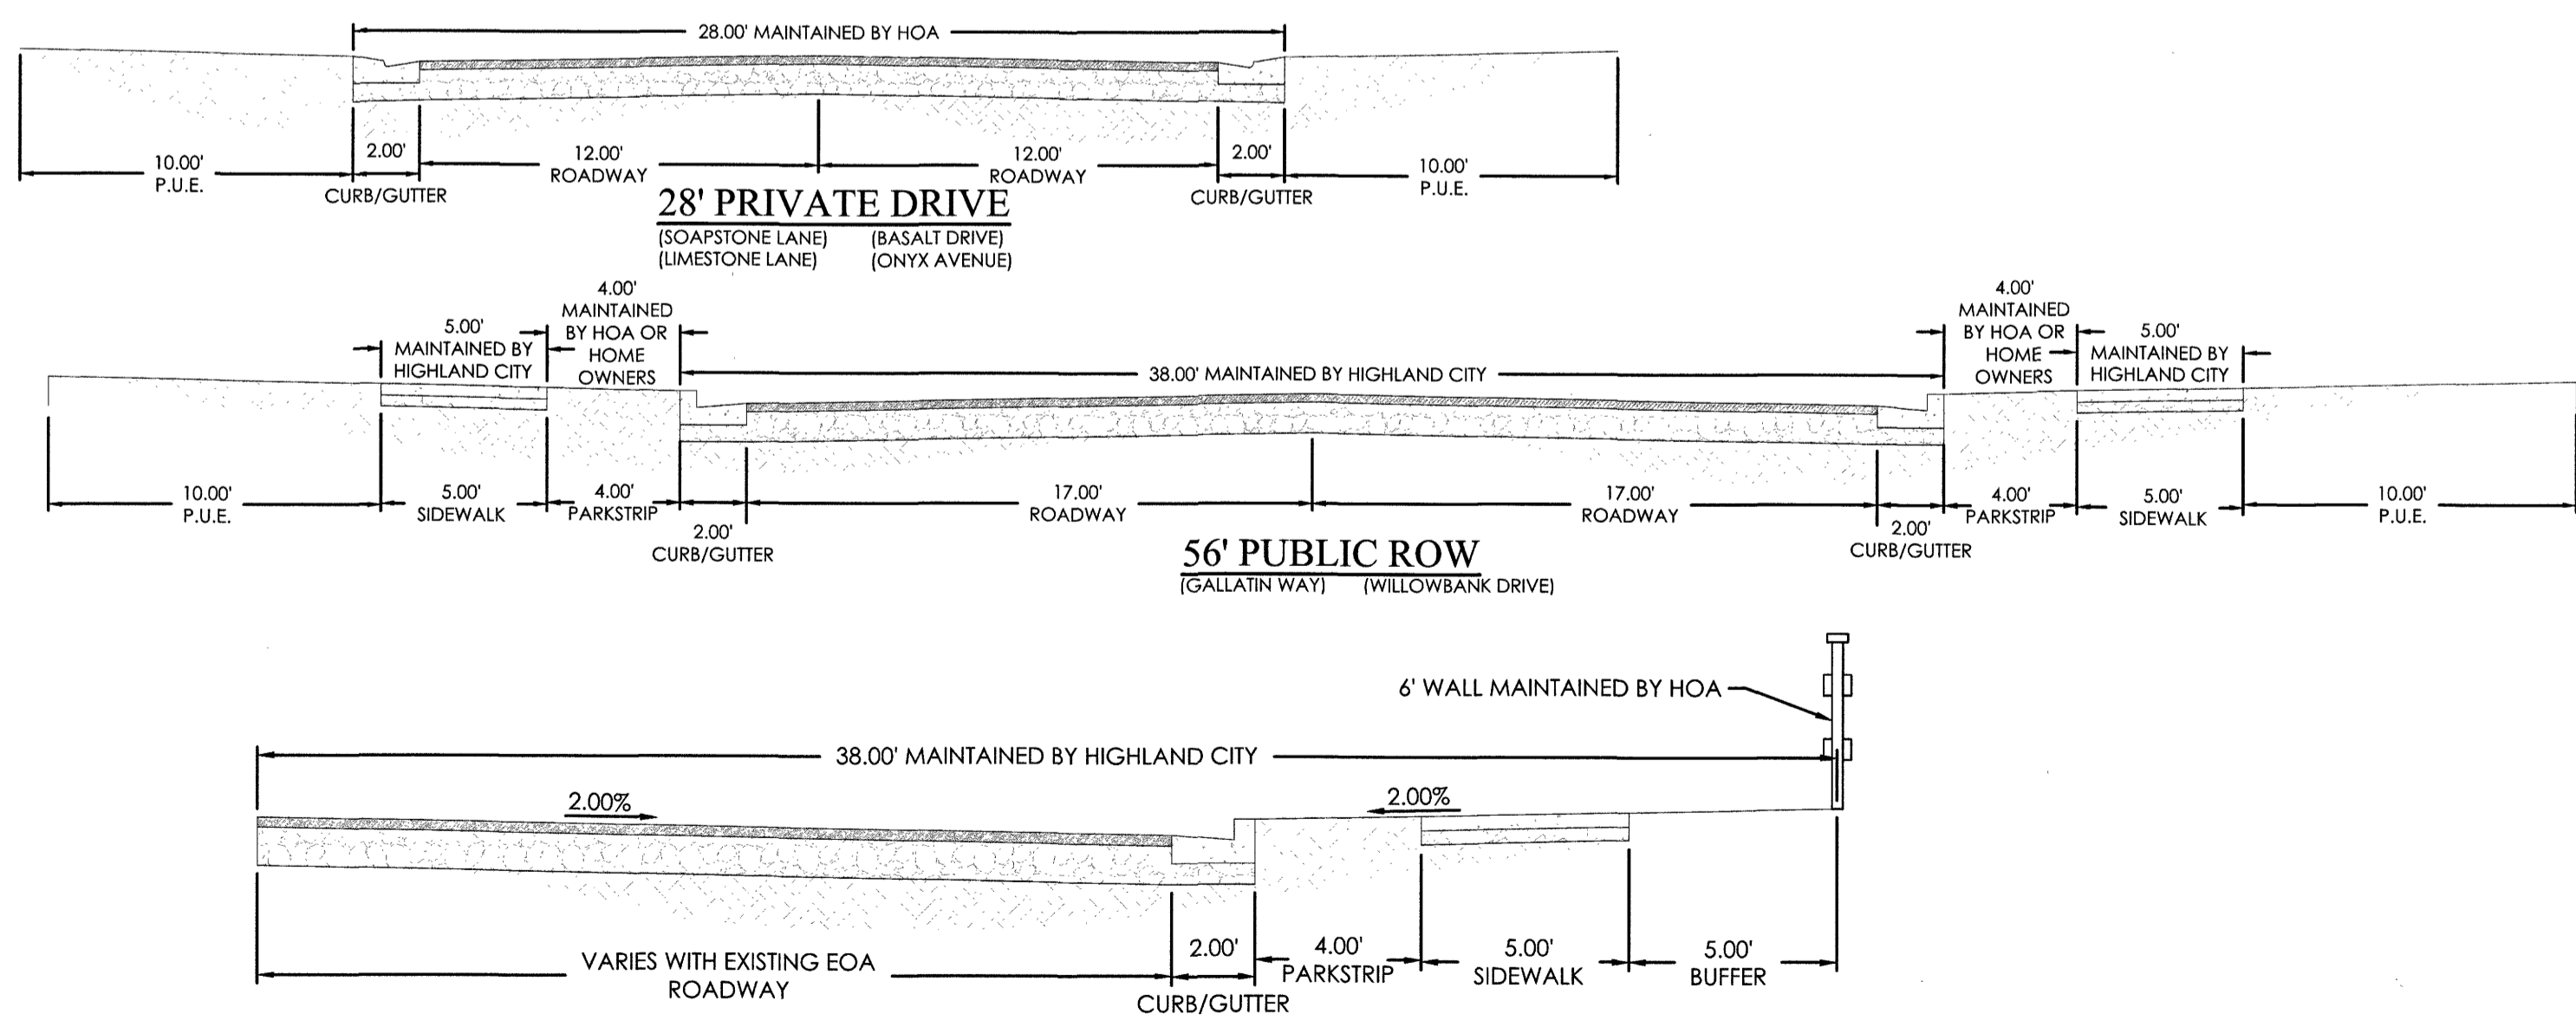 28.00' MAINTAINED BY HOA
10.00'
P.U.E.
2.00'
CURB/GUTTER
12.00'
ROADWAY
12.00'
ROADWAY
2.00'
CURB/GUTTER
10.00'
P.U.E.
28' PRIVATE DRIVE
(SOAPSTONE LANE) (BASALT DRIVE)
(LIMESTONE LANE) (ONYX AVENUE)
5.00'
MAINTAINED BY
HIGHLAND CITY
4.00'
MAINTAINED
BY HOA OR
HOME
OWNERS
38.00' MAINTAINED BY HIGHLAND CITY
4.00'
MAINTAINED
BY HOA OR
HOME
OWNERS
5.00'
MAINTAINED BY
HIGHLAND CITY
10.00'
P.U.E.
5.00'
SIDEWALK
4.00'
PARKSTRIP
2.00'
CURB/GUTTER
17.00'
ROADWAY
17.00'
ROADWAY
2.00'
CURB/GUTTER
4.00'
PARKSTRIP
5.00'
SIDEWALK
10.00'
P.U.E.
56' PUBLIC ROW
(GALLATIN WAY) (WILLOWBANK DRIVE)
6' WALL MAINTAINED BY HOA
38.00' MAINTAINED BY HIGHLAND CITY
2.00%
2.00%
VARIES WITH EXISTING EOA
ROADWAY
2.00'
CURB/GUTTER
4.00'
PARKSTRIP
5.00'
SIDEWALK
5.00'
BUFFER